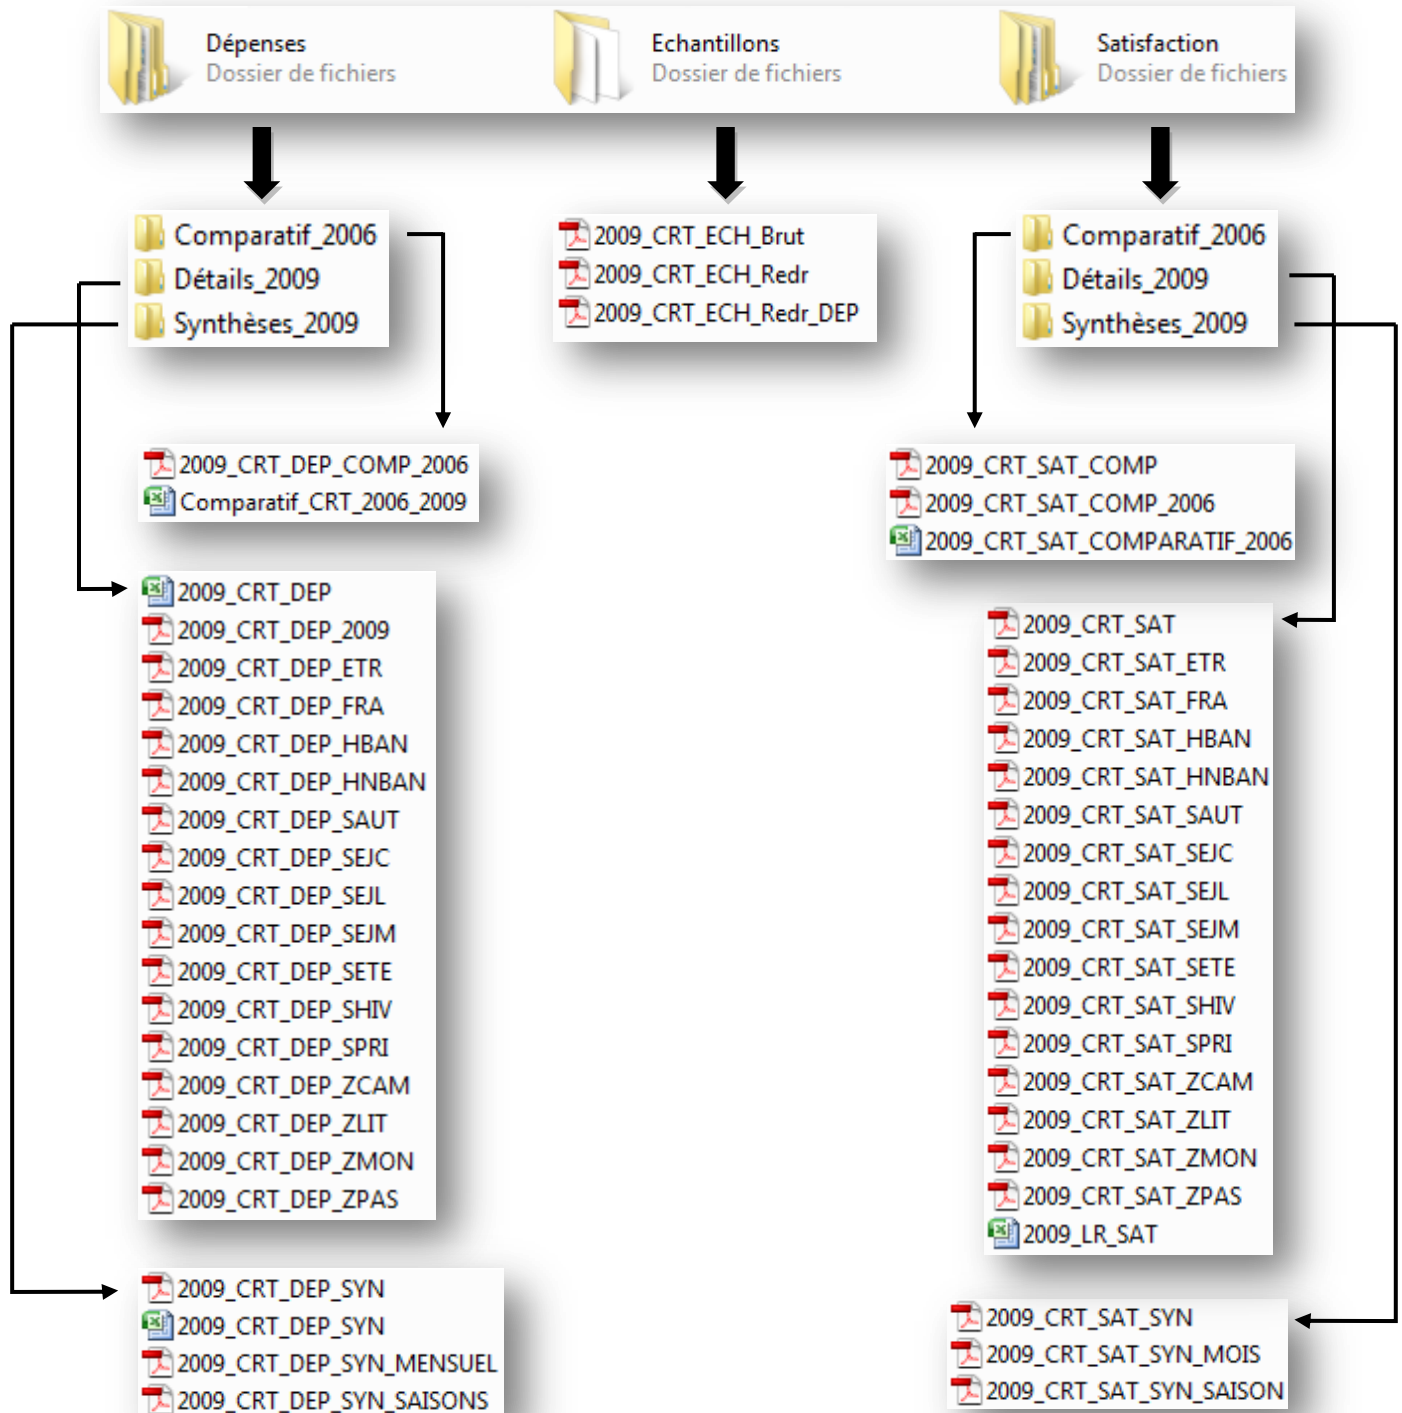 Dépenses
Dossier de fichiers
Echantillons
Dossier de fichiers
Satisfaction
Dossier de fichiers
Comparatif_2006
Détails_2009
Synthèses_2009
2009_CRT_ECH_Brut
2009_CRT_ECH_Redr
2009_CRT_ECH_Redr_DEP
Comparatif_2006
Détails_2009
Synthèses_2009
2009_CRT_DEP_COMP_2006
Comparatif_CRT_2006_2009
2009_CRT_SAT_COMP
2009_CRT_SAT_COMP_2006
2009_CRT_SAT_COMPARATIF_2006
2009_CRT_DEP
2009_CRT_DEP_2009
2009_CRT_DEP_ETR
2009_CRT_DEP_FRA
2009_CRT_DEP_HBAN
2009_CRT_DEP_HNBAN
2009_CRT_DEP_SAUT
2009_CRT_DEP_SEJC
2009_CRT_DEP_SEJL
2009_CRT_DEP_SEJM
2009_CRT_DEP_SETE
2009_CRT_DEP_SHIV
2009_CRT_DEP_SPRI
2009_CRT_DEP_ZCAM
2009_CRT_DEP_ZLIT
2009_CRT_DEP_ZMON
2009_CRT_DEP_ZPAS
2009_CRT_SAT
2009_CRT_SAT_ETR
2009_CRT_SAT_FRA
2009_CRT_SAT_HBAN
2009_CRT_SAT_HNBAN
2009_CRT_SAT_SAUT
2009_CRT_SAT_SEJC
2009_CRT_SAT_SEJL
2009_CRT_SAT_SEJM
2009_CRT_SAT_SETE
2009_CRT_SAT_SHIV
2009_CRT_SAT_SPRI
2009_CRT_SAT_ZCAM
2009_CRT_SAT_ZLIT
2009_CRT_SAT_ZMON
2009_CRT_SAT_ZPAS
2009_LR_SAT
2009_CRT_DEP_SYN
2009_CRT_DEP_SYN
2009_CRT_DEP_SYN_MENSUEL
2009_CRT_DEP_SYN_SAISONS
2009_CRT_SAT_SYN
2009_CRT_SAT_SYN_MOIS
2009_CRT_SAT_SYN_SAISON